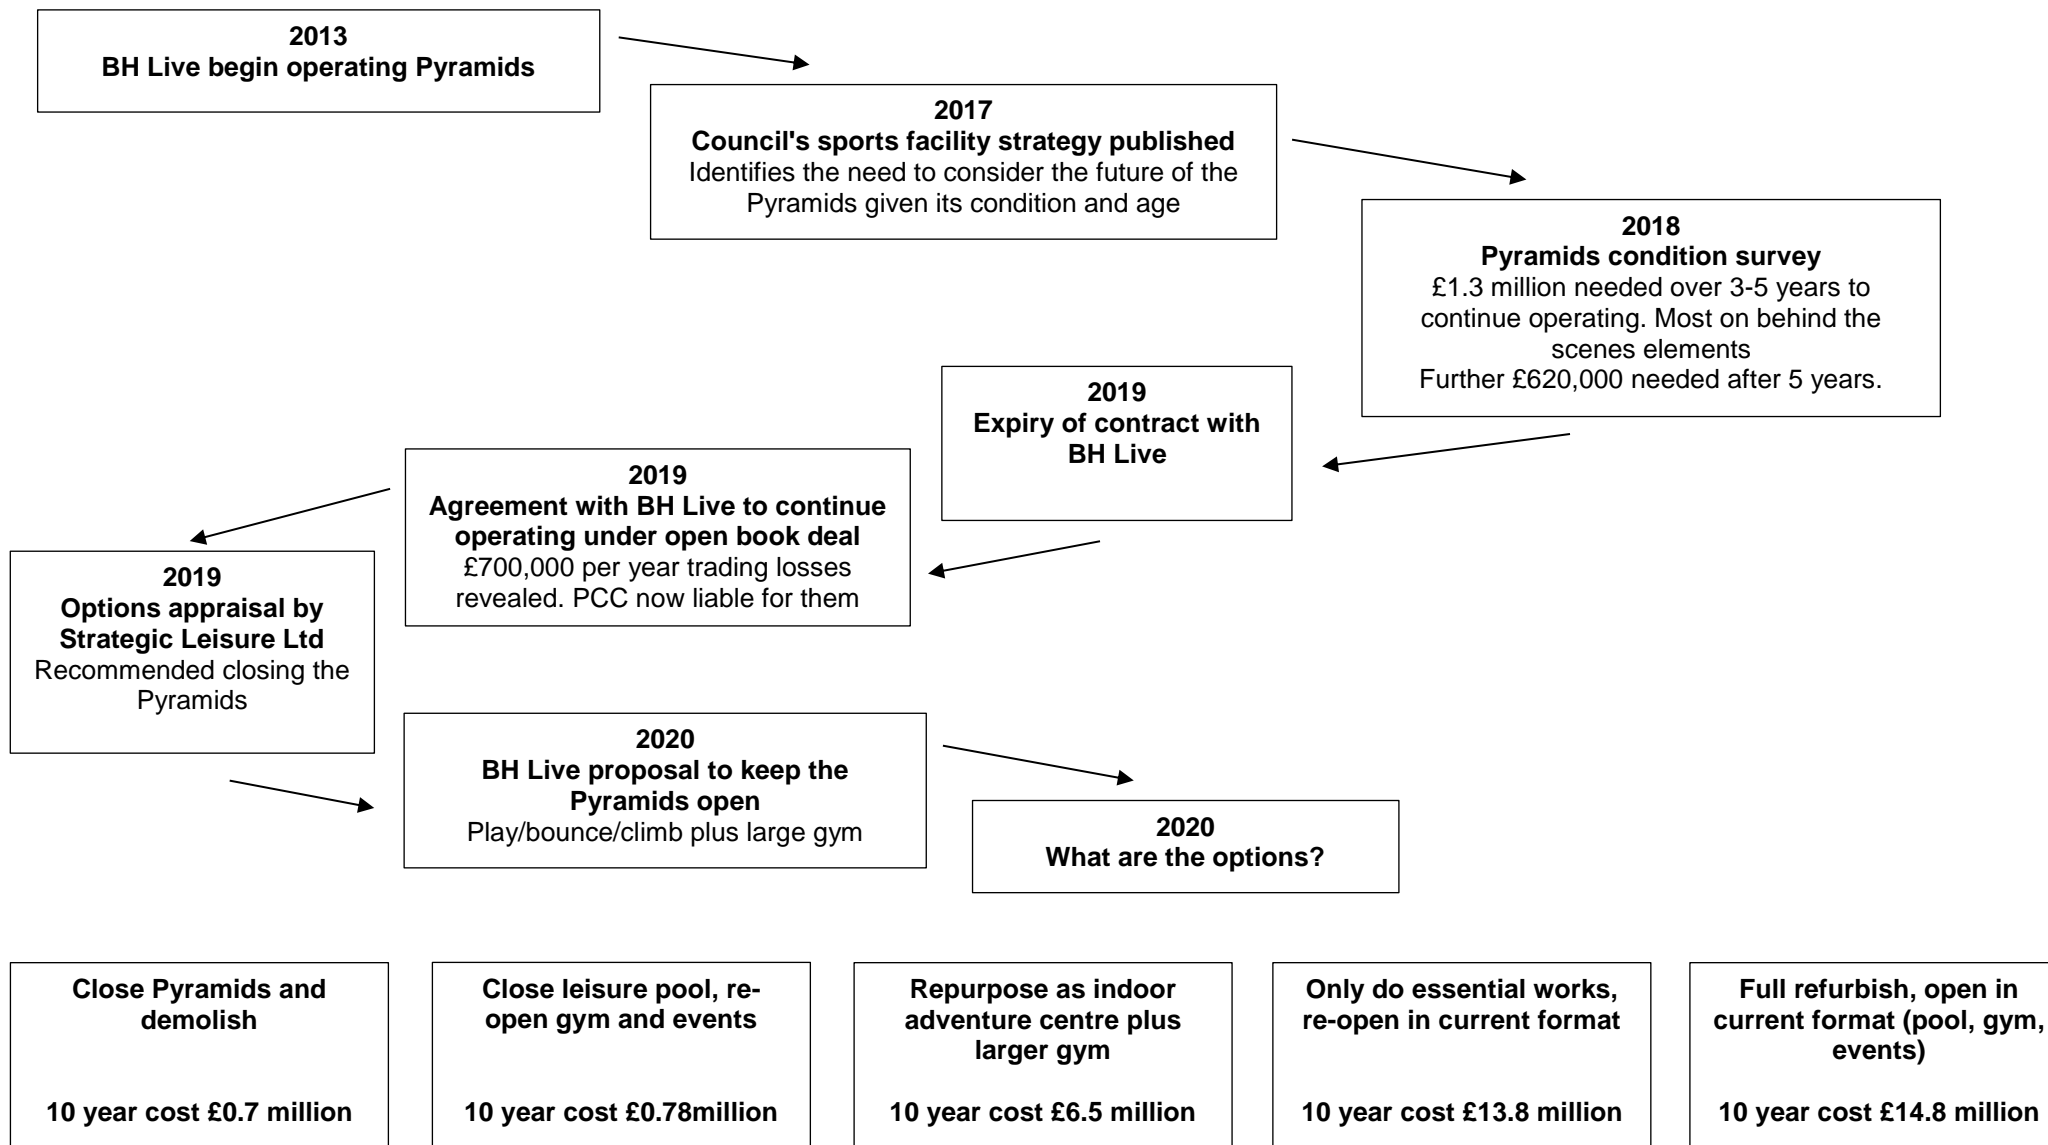 2013
BH Live begin operating Pyramids
2017
Council's sports facility strategy published
Identifies the need to consider the future of the
Pyramids given its condition and age
2018
Pyramids condition survey
£1.3 million needed over 3-5 years to
continue operating. Most on behind the
scenes elements
Further £620,000 needed after 5 years.
2019
Expiry of contract with
BH Live
2019
Agreement with BH Live to continue
operating under open book deal
£700,000 per year trading losses
revealed. PCC now liable for them
2019
Options appraisal by
Strategic Leisure Ltd
Recommended closing the
Pyramids
2020
BH Live proposal to keep the
Pyramids open
Play/bounce/climb plus large gym
2020
What are the options?
Close Pyramids and
demolish
10 year cost £0.7 million
Close leisure pool, re-
open gym and events
10 year cost £0.78million
Repurpose as indoor
adventure centre plus
larger gym
10 year cost £6.5 million
Only do essential works,
re-open in current format
10 year cost £13.8 million
Full refurbish, open in
current format (pool, gym,
events)
10 year cost £14.8 million